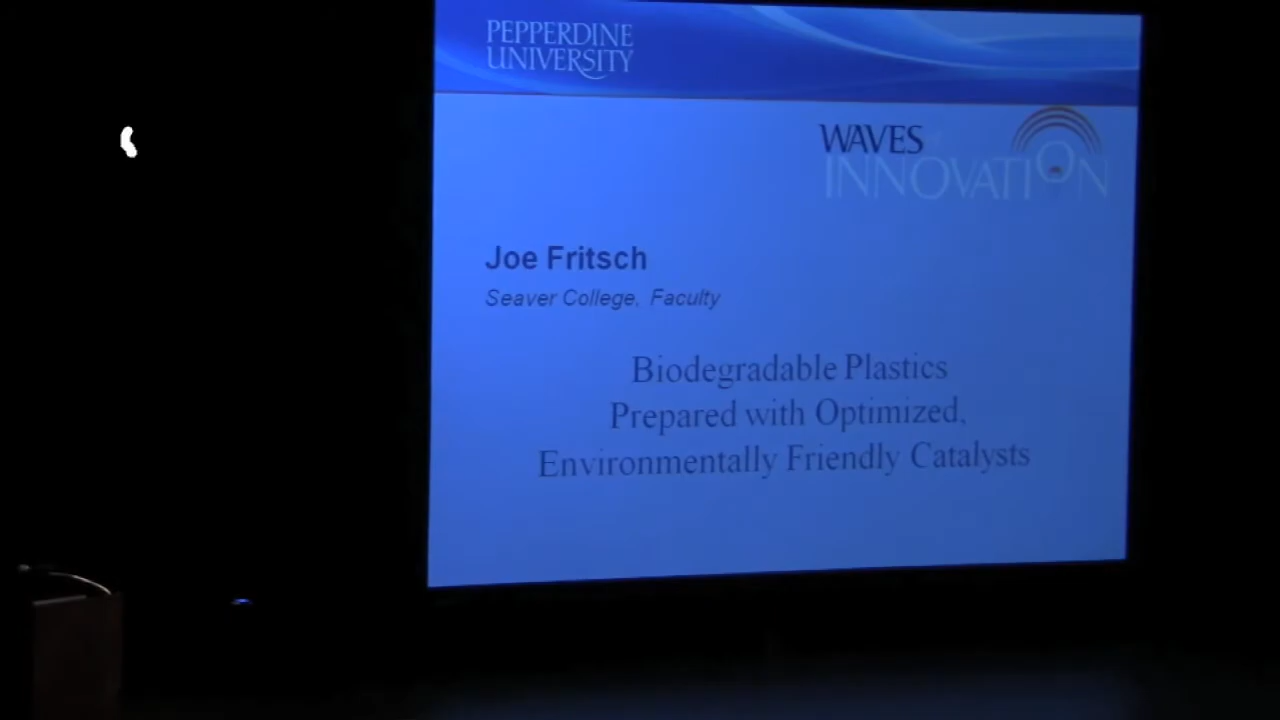 PEPPERDINE
UNIVERSITY
WAVES
INNOVATION
Joe Fritsch
Seaver College, Faculty
Biodegradable Plastics
Prepared with Optimized,
Environmentally Friendly Catalysts